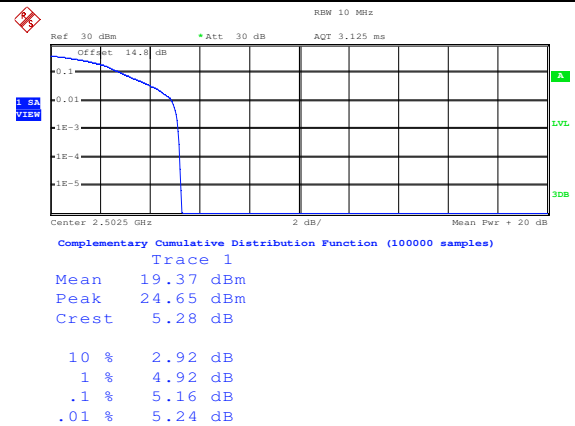 RBW 10 MHz
Ref 30 dBm *Att 30 dB AQT 3.125 ms
Offset 14.8 dB
0.1
A
0.01
1 SA
VIEW
1E-3
LVL
1E-4
1E-5
3DB
Center 2.5025 GHz 2 dB/ Mean Pwr + 20 dB
Complementary Cumulative Distribution Function (100000 samples)
Trace 1
Mean 19.37 dBm
Peak 24.65 dBm
Crest 5.28 dB
10 % 2.92 dB
1 % 4.92 dB
.1 % 5.16 dB
.01 % 5.24 dB